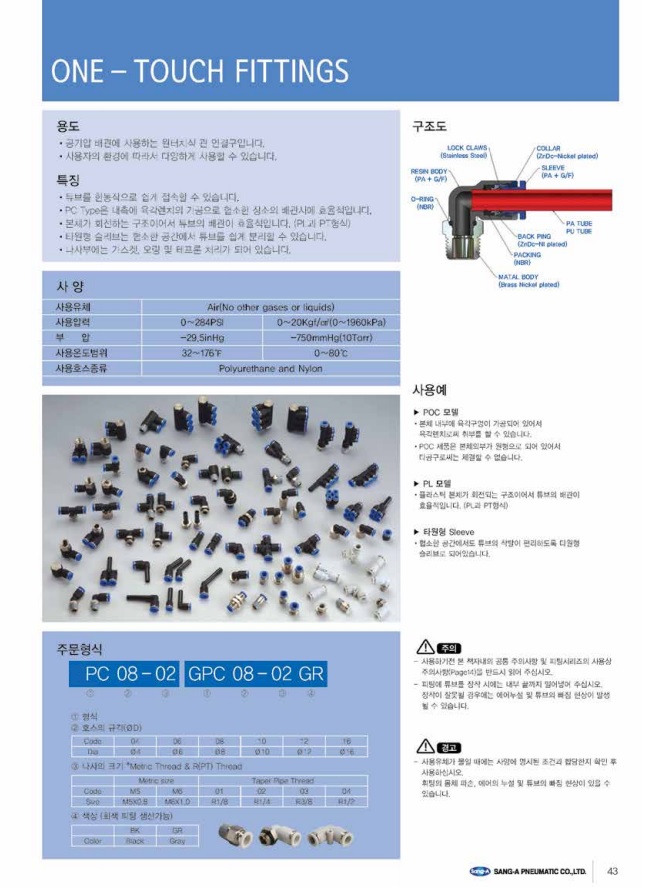 ONE – TOUCH FITTINGS
용도
• 공기압 배관에 사용하는 원터치식 관 연결구입니다.
• 사용자의 환경에 따라서 다양하게 사용할 수 있습니다.
특징
• 튜브를 원동작으로 쉽게 접속할 수 있습니다.
• PC Type은 내측에 육각렌치의 가공으로 협소한 장소의 배관시에 효율적입니다.
• 본체가 회전하는 구조이어서 튜브의 배관이 효율적입니다. (PL과 PT형식)
• 타원형 슬리브는 협소한 공간에서 튜브를 쉽게 분리할 수 있습니다.
• 나사부에는 가스켓, 오링 및 테프론 처리가 되어 있습니다.
구조도
LOCK CLAWS
(Stainless Steel)
COLLAR
(ZnDc-Nickel plated)
SLEEVE
(PA + G/F)
RESIN BODY
(PA + G/F)
O-RING
(NBR)
PA TUBE
PU TUBE
BACK PING
(ZnDc-Ni plated)
PACKING
(NBR)
MATAL BODY
(Brass Nickel plated)
사 양
사용유체 Air(No other gases or liquids)
사용압력 0~284PSI 0~20Kgf/㎠(0~1960kPa)
부 압 -29.5inHg -750mmHg(10Torr)
사용온도범위 32~176℉ 0~80℃
사용호스종류 Polyurethane and Nylon
사용예
▶ POC 모델
• 본체 내부에 육각구멍이 가공되어 있어서
육각렌치로써 취부를 할 수 있습니다.
• POC 제품은 본체외부가 원형으로 되어 있어서
타공구로써는 체결할 수 없습니다.
▶ PL 모델
• 플라스틱 본체가 회전되는 구조이어서 튜브의 배관이
효율적입니다. (PL과 PT형식)
▶ 타원형 Sleeve
• 협소한 공간에서도 튜브의 착탈이 편리하도록 타원형
슬리브로 되어있습니다.
주문형식
PC 08 – 02 GPC 08 – 02 GR
① ② ③ ① ② ③ ④
① 형식
② 호스의 규격(ØD)
Code 04 06 08 10 12 16
Dia Ø4 Ø6 Ø8 Ø10 Ø12 Ø16
③ 나사의 크기 *Metric Thread & R(PT) Thread
Metric size Taper Pipe Thread
Code M5 M6 01 02 03 04
Size M5X0.8 M6X1.0 R1/8 R1/4 R3/8 R1/2
④ 색상 (회색 피팅 생산가능)
BK GR
Color Black Gray
주의
- 사용하기전 본 책자내의 공통 주의사항 및 피팅시리즈의 사용상
주의사항(Page14)을 반드시 읽어 주십시오.
- 피팅에 튜브를 장착 시에는 내부 끝까지 밀어넣어 주십시오.
장착이 잘못될 경우에는 에어누설 및 튜브의 빠짐 현상이 발생
될 수 있습니다.
경고
- 사용유체가 물일 때에는 사양에 명시된 조건과 합당한지 확인 후
사용하십시오.
휘팅의 몸체 파손, 에어의 누설 및 튜브의 빠짐 현상이 있을 수
있습니다.
Sang-A SANG-A PNEUMATIC CO.,LTD. 43